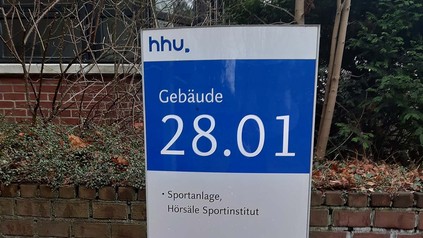 hhu.
Gebäude
28.01
• Sportanlage,
Hörsäle Sportinstitut